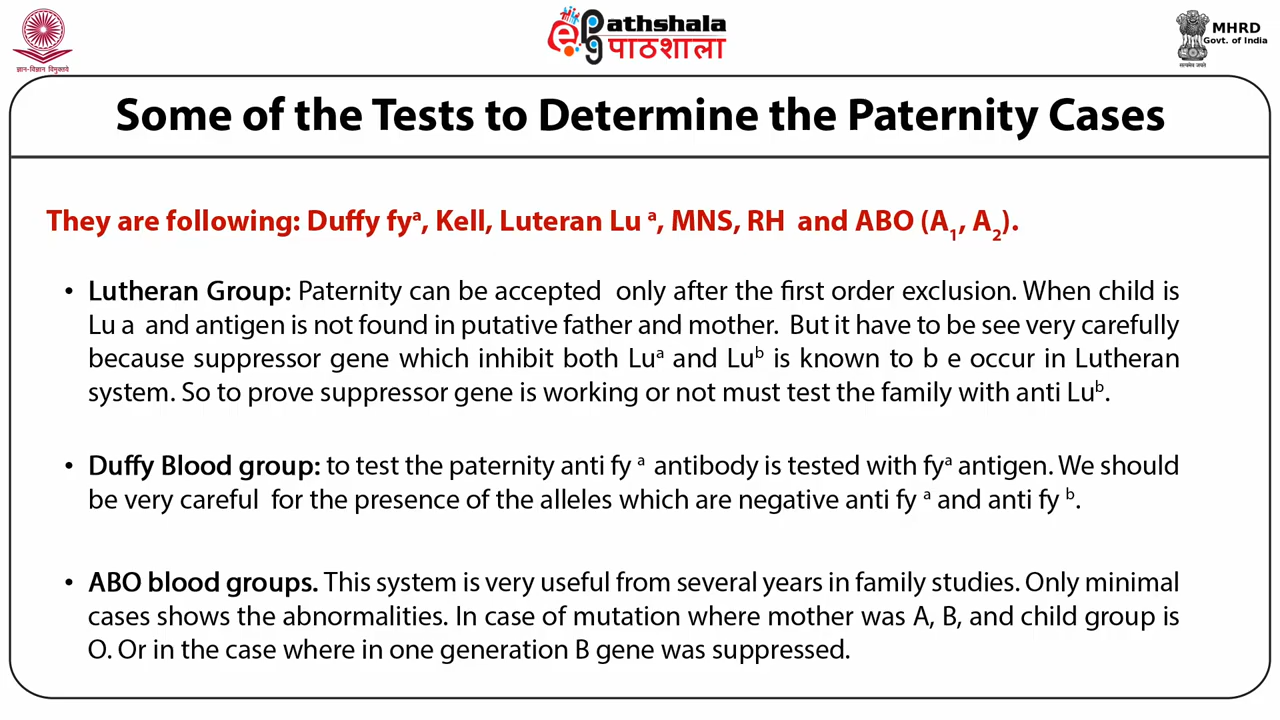 ज्ञान-विज्ञान विमुक्तये
ePG athshala
पाठशाला
MHRD
Govt. of India
सत्यमेव जयते
Some of the Tests to Determine the Paternity Cases
They are following: Duffy fyᵃ, Kell, Luteran Lu ᵃ, MNS, RH and ABO (A₁, A₂).
• Lutheran Group: Paternity can be accepted only after the first order exclusion. When child is
Lu a and antigen is not found in putative father and mother. But it have to be see very carefully
because suppressor gene which inhibit both Luᵃ and Luᵇ is known to b e occur in Lutheran
system. So to prove suppressor gene is working or not must test the family with anti Luᵇ.
• Duffy Blood group: to test the paternity anti fy ᵃ antibody is tested with fyᵃ antigen. We should
be very careful for the presence of the alleles which are negative anti fy ᵃ and anti fy ᵇ.
• ABO blood groups. This system is very useful from several years in family studies. Only minimal
cases shows the abnormalities. In case of mutation where mother was A, B, and child group is
O. Or in the case where in one generation B gene was suppressed.